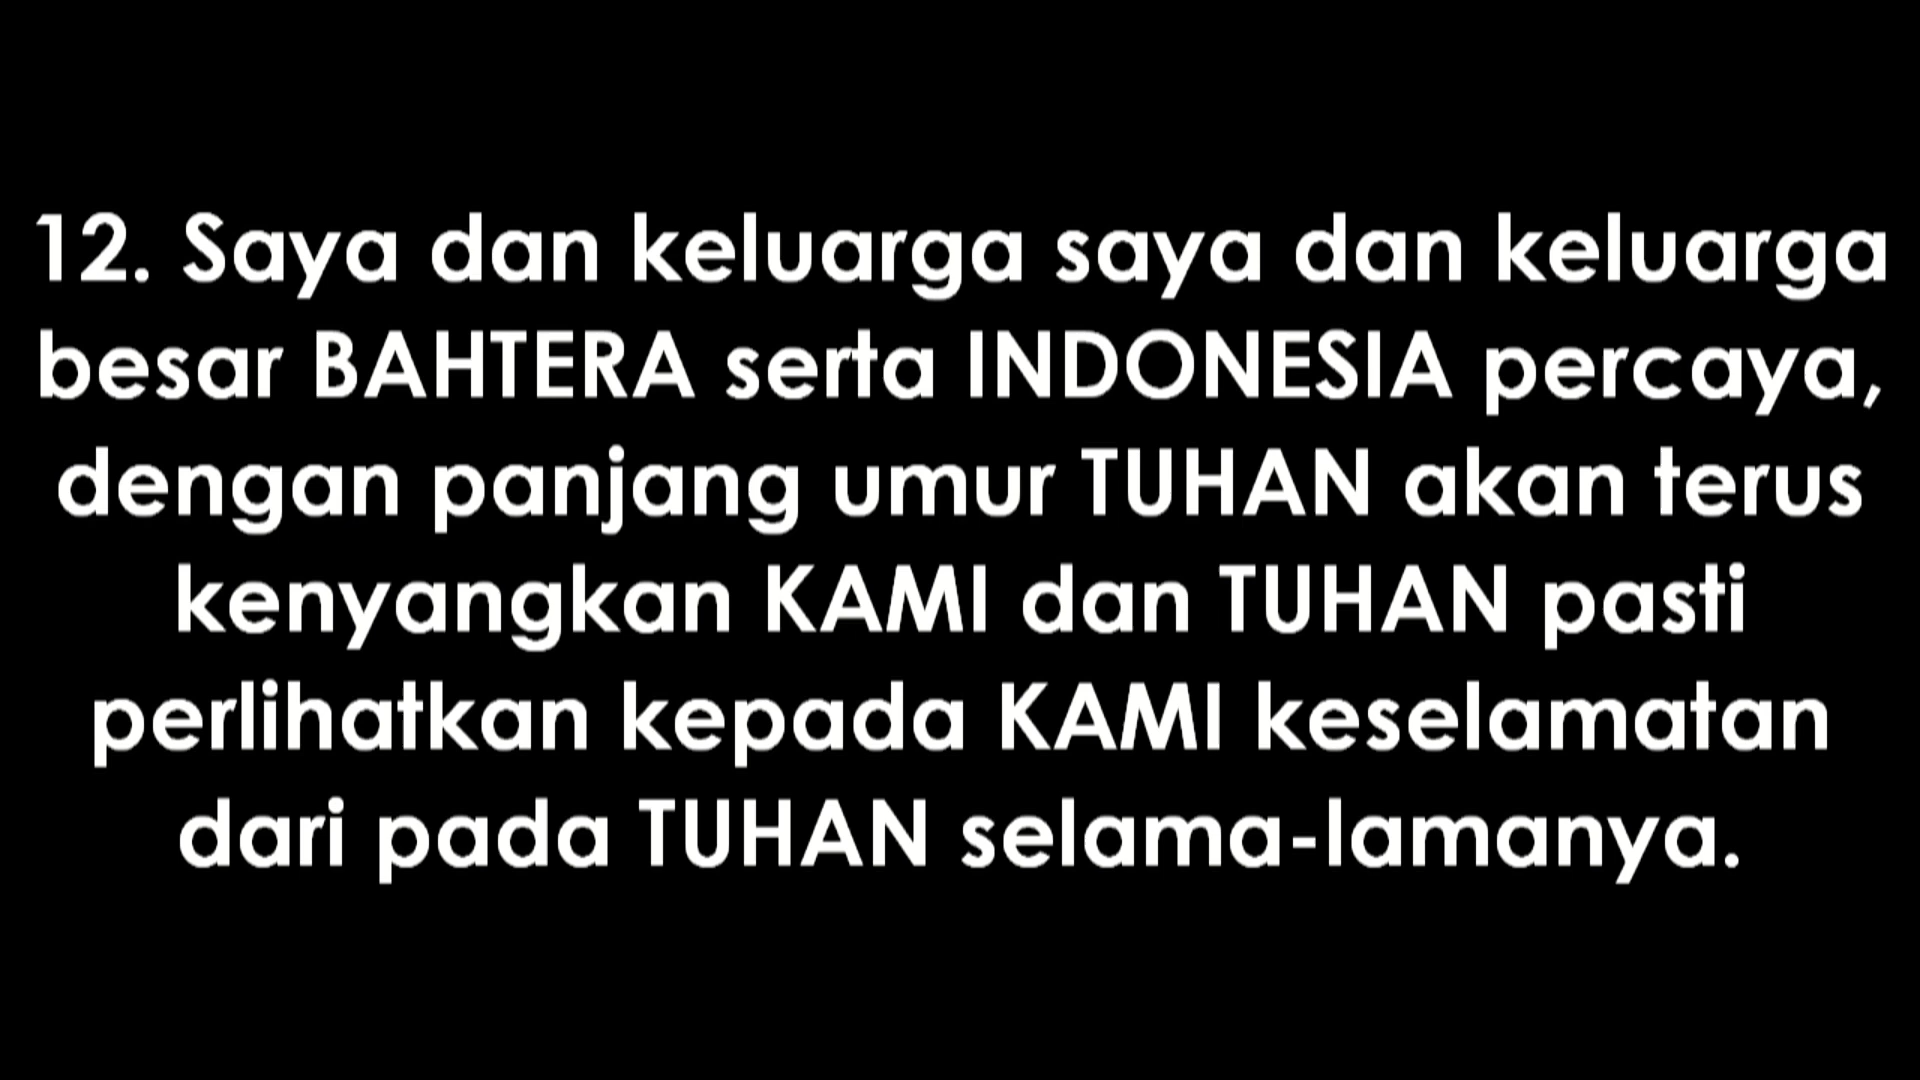 12. Saya dan keluarga saya dan keluarga
besar BAHTERA serta INDONESIA percaya,
dengan panjang umur TUHAN akan terus
kenyangkan KAMI dan TUHAN pasti
perlihatkan kepada KAMI keselamatan
dari pada TUHAN selama-lamanya.